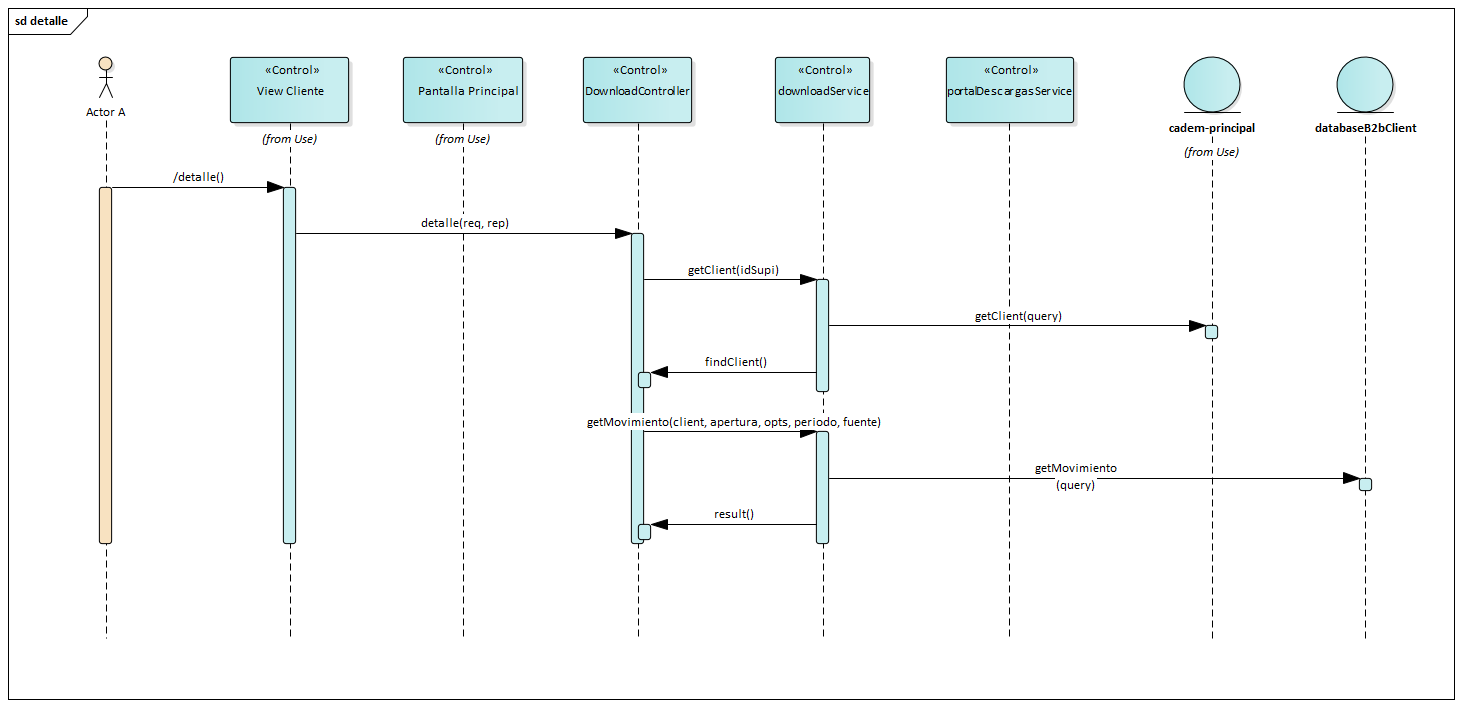 sd detalle
Actor A
«Control»
View Cliente
(from Use)
«Control»
Pantalla Principal
(from Use)
«Control»
DownloadController
«Control»
downloadService
«Control»
portalDescargasService
cadem-principal
(from Use)
databaseB2bClient
/detalle()
detalle(req, rep)
getClient(idSupi)
getClient(query)
findClient()
getMovimiento(client, apertura, opts, periodo, fuente)
getMovimiento
(query)
result()